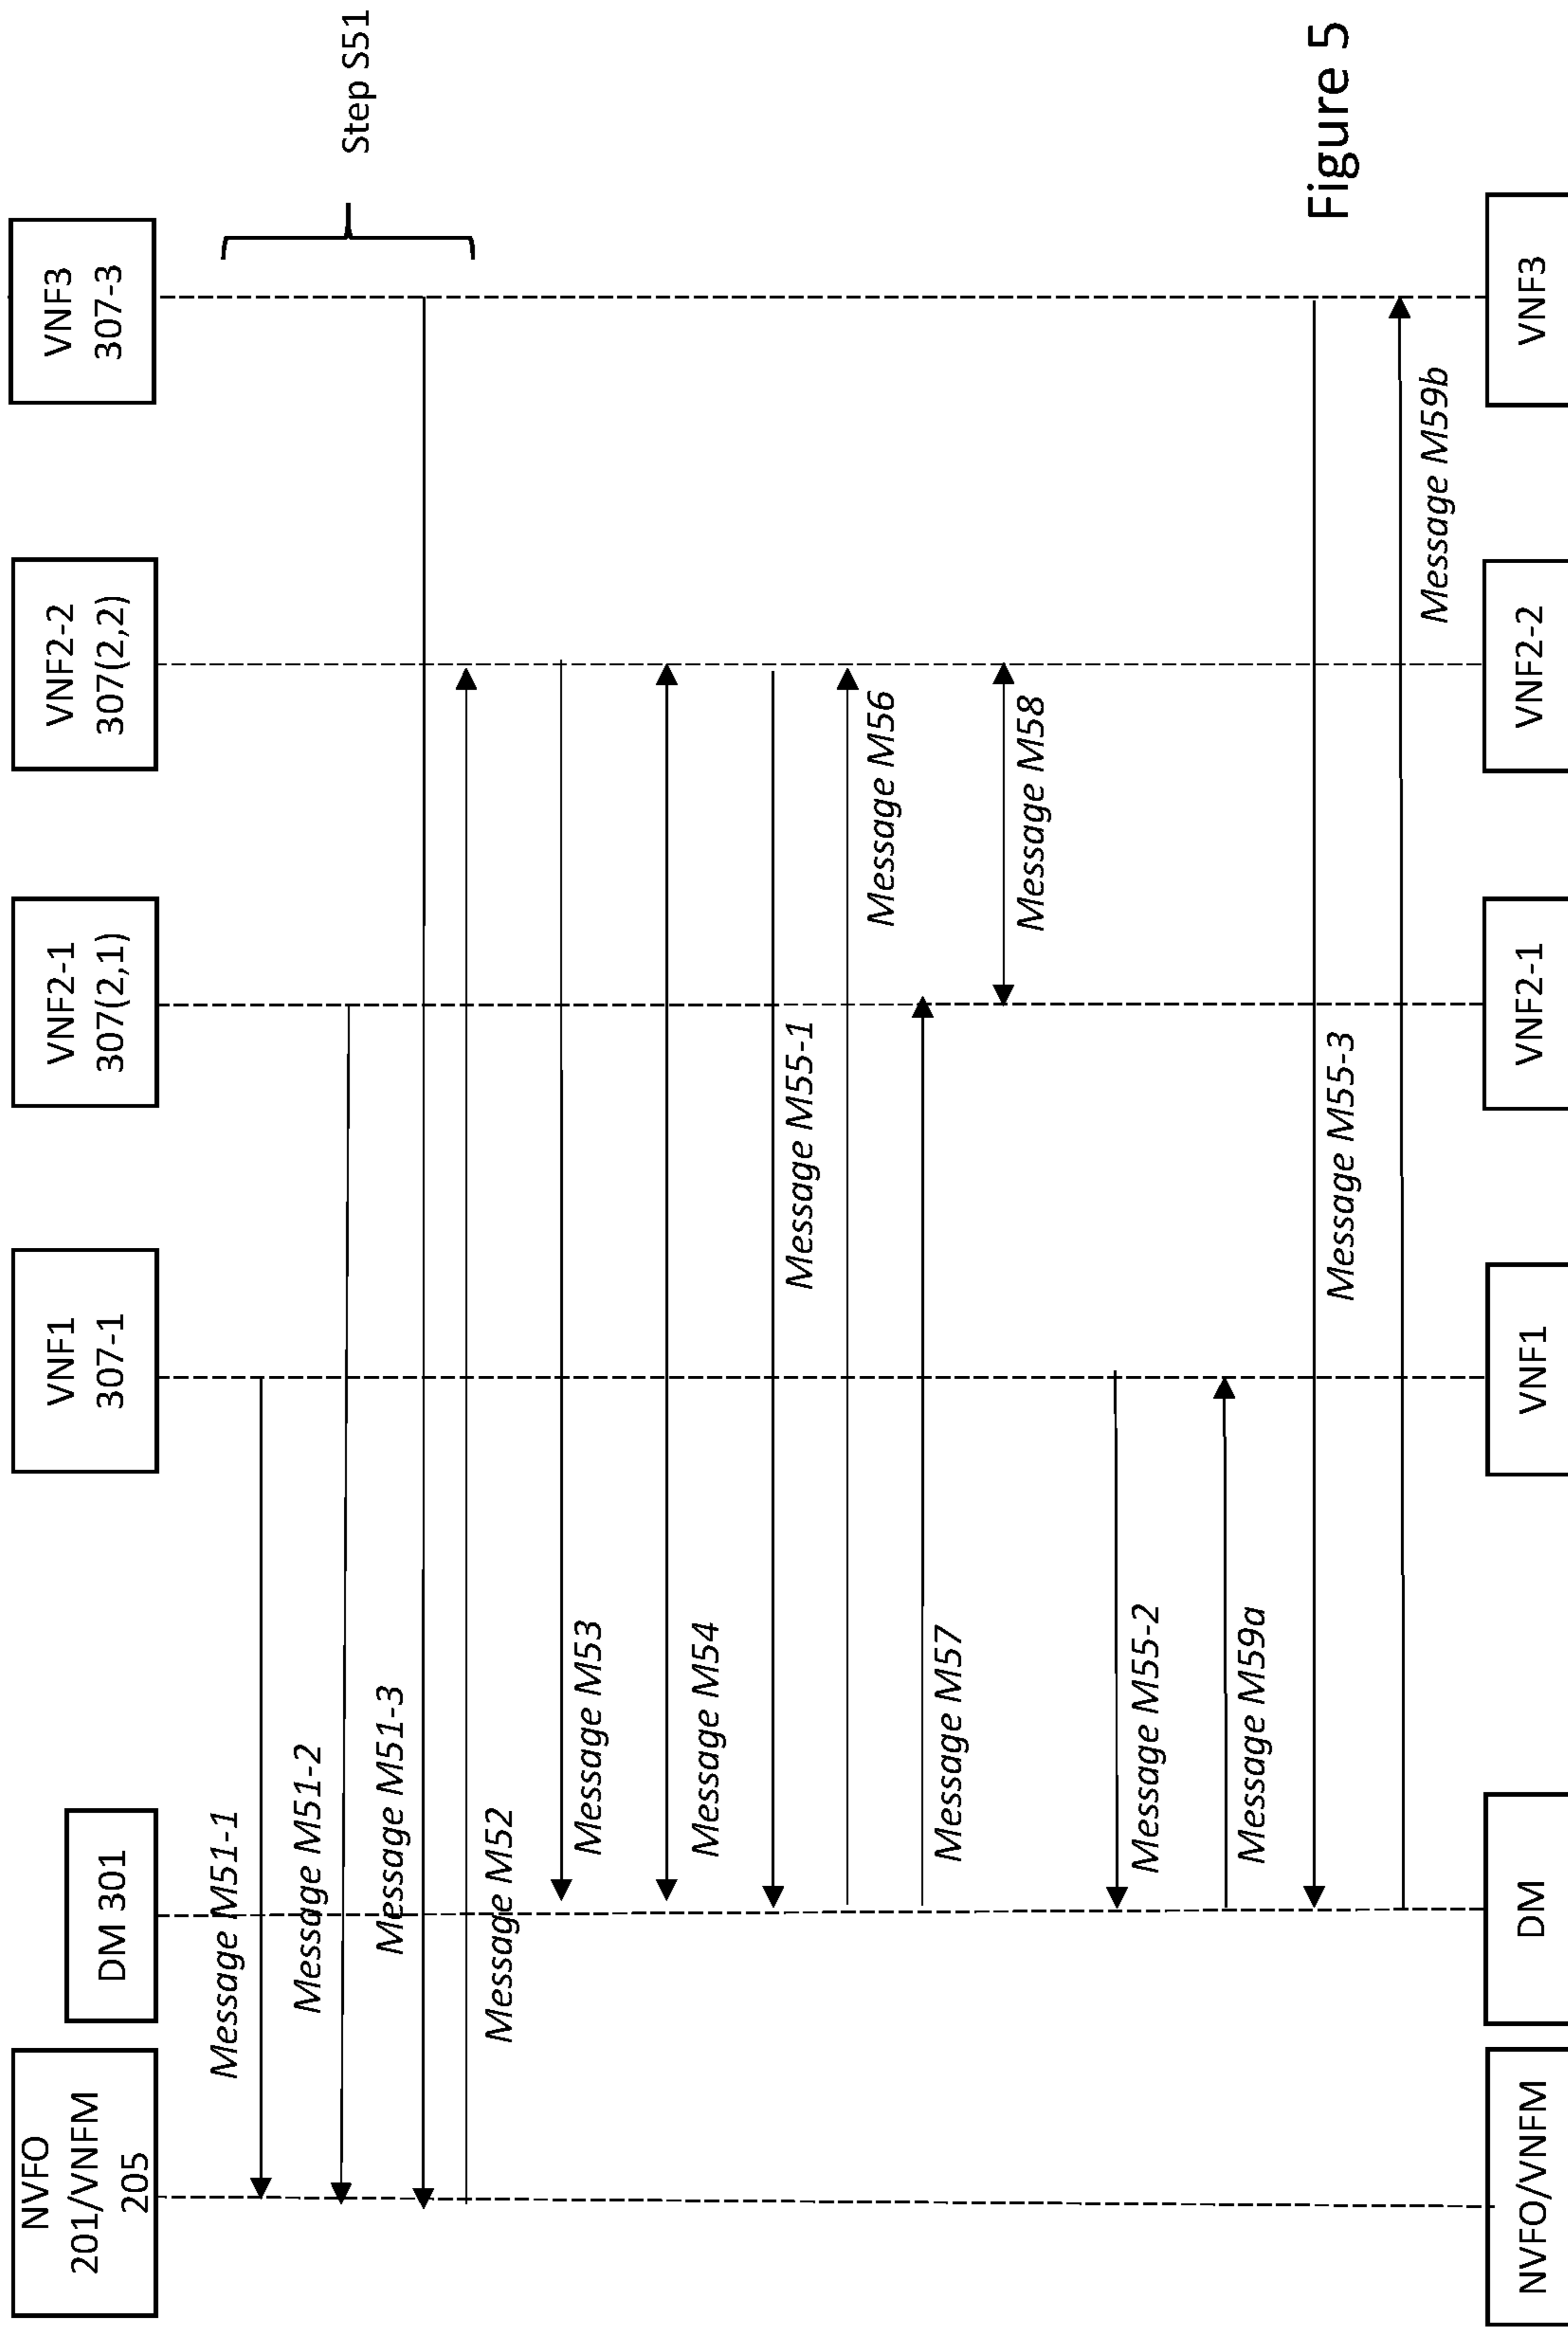 NVFO
201/VNFM
205
DM 301
VNF1
307-1
VNF2-1
307(2,1)
VNF2-2
307(2,2)
VNF3
307-3
Message M51-1
Message M51-2
Step S51
Message M51-3
Message M52
Message M53
Message M54
Message M55-1
Message M56
Message M57
Message M58
Message M55-2
Message M59a
Message M55-3
Figure 5
Message M59b
NVFO/VNFM
DM
VNF1
VNF2-1
VNF2-2
VNF3